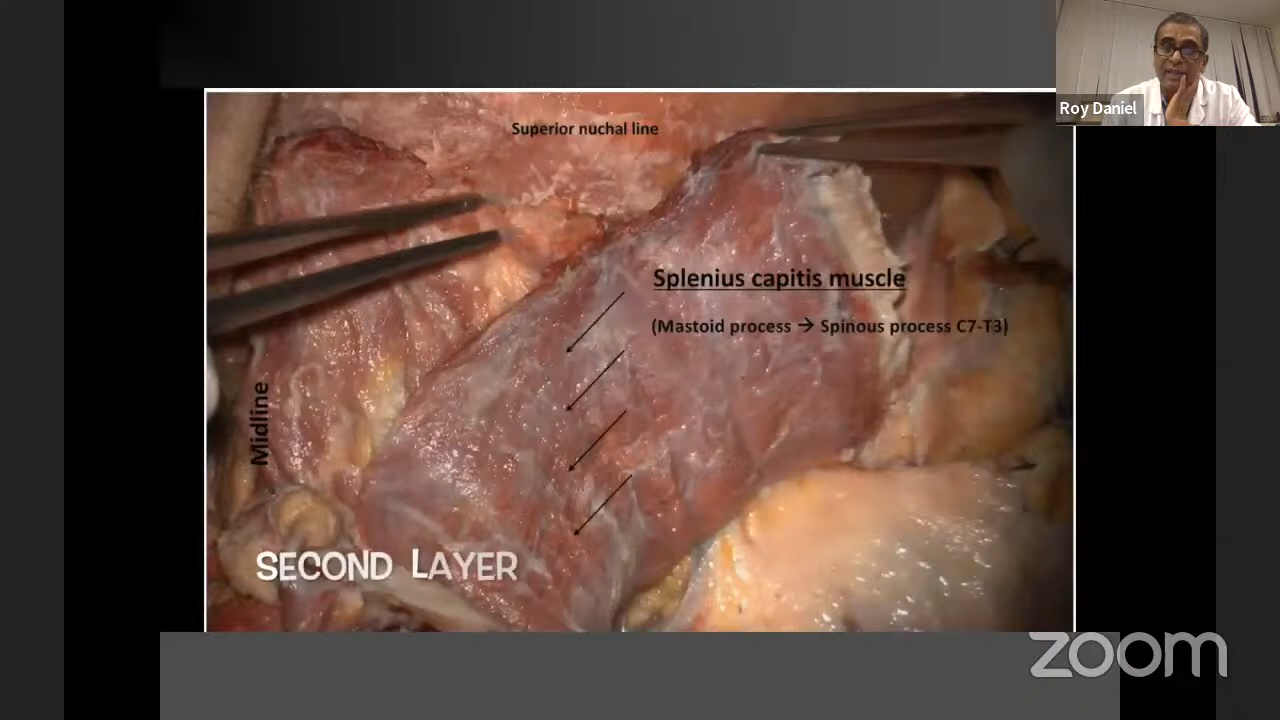 Roy Daniel
Superior nuchal line
Splenius capitis muscle
(Mastoid process → Spinous process C7-T3)
Midline
SECOND LAYER
zoom